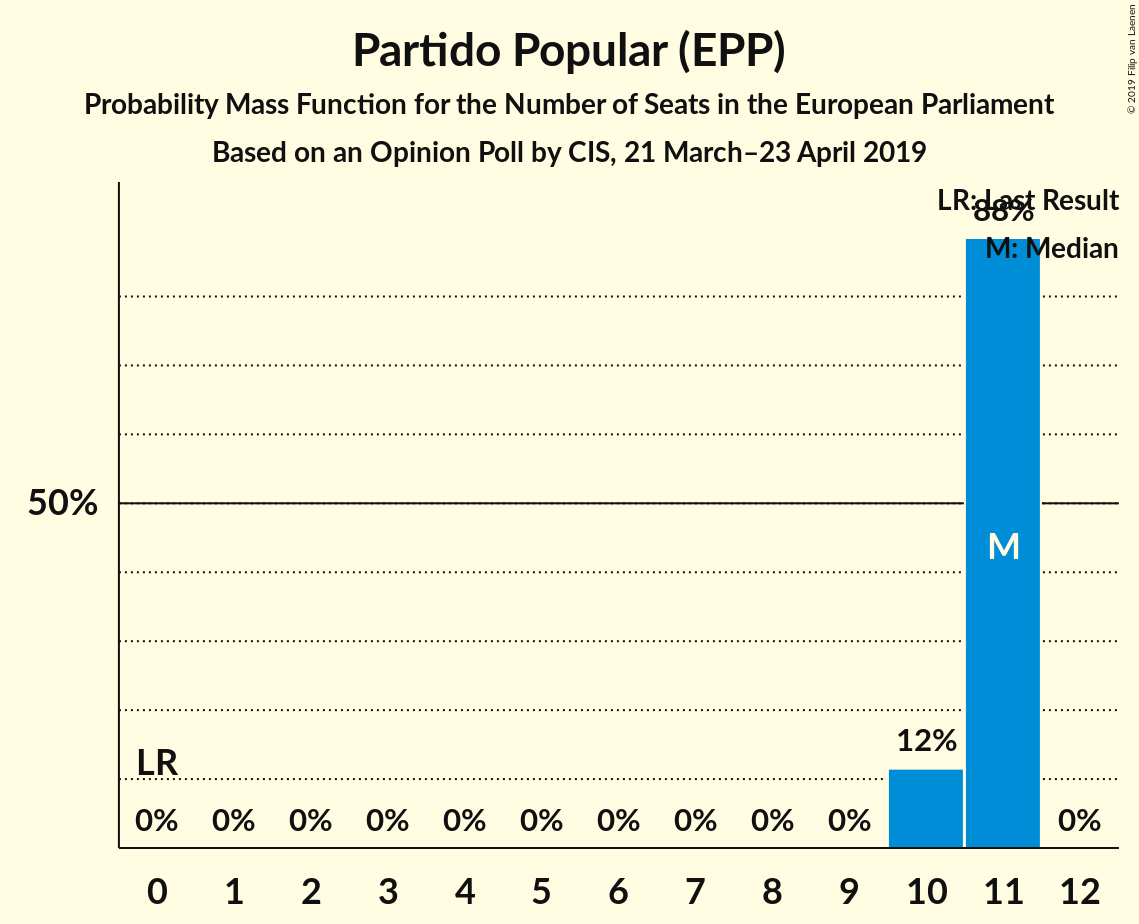 Partido Popular (EPP)
Probability Mass Function for the Number of Seats in the European Parliament
Based on an Opinion Poll by CIS, 21 March–23 April 2019
© 2019 Filip van Laenen
LR: Last Result
88%
M: Median
50%
M
12%
LR
0% 0% 0% 0% 0% 0% 0% 0% 0% 0% 0%
0 1 2 3 4 5 6 7 8 9 10 11 12